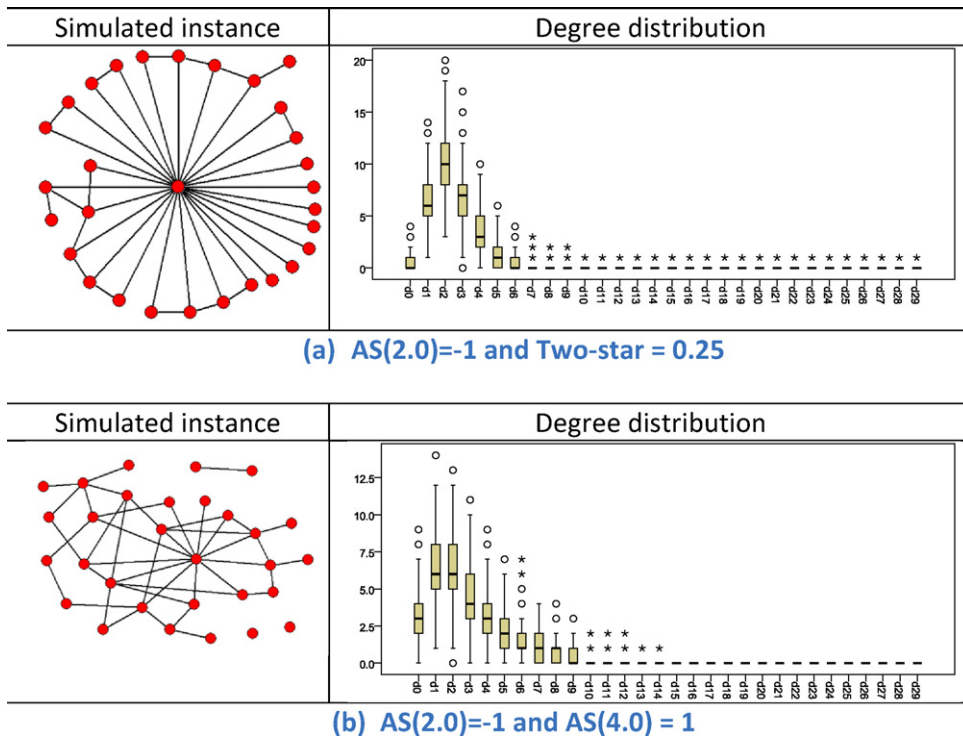 Simulated instance
Degree distribution
20
15
10
5
0
d0 d1 d2 d3 d4 d5 d6 d7 d8 d9 d10 d11 d12 d13 d14 d15 d16 d17 d18 d19 d20 d21 d22 d23 d24 d25 d26 d27 d28 d29
(a) AS(2.0)=-1 and Two-star = 0.25
Simulated instance
Degree distribution
12.5
10.0
7.5
5.0
2.5
0.0
d0 d1 d2 d3 d4 d5 d6 d7 d8 d9 d10 d11 d12 d13 d14 d15 d16 d17 d18 d19 d20 d21 d22 d23 d24 d25 d26 d27 d28 d29
(b) AS(2.0)=-1 and AS(4.0) = 1